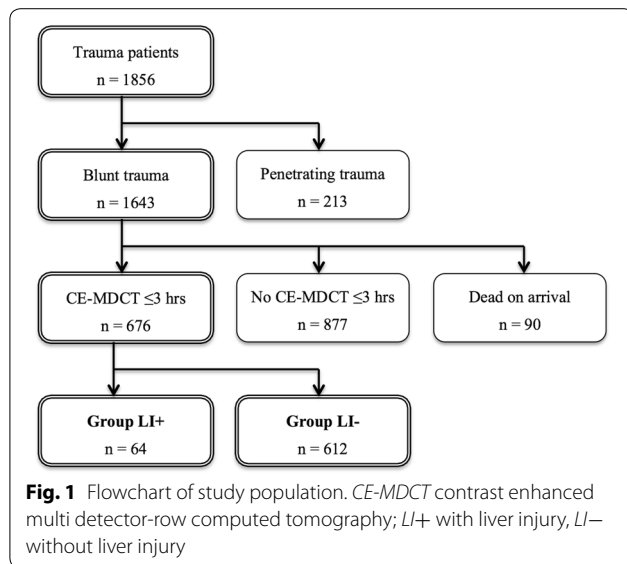 Trauma patients
n = 1856
Blunt trauma
n = 1643
Penetrating trauma
n = 213
CE-MDCT ≤3 hrs
n = 676
No CE-MDCT ≤3 hrs
n = 877
Dead on arrival
n = 90
Group LI+
n = 64
Group LI-
n = 612
Fig. 1 Flowchart of study population. CE-MDCT contrast enhanced
multi detector-row computed tomography; LI+ with liver injury, LI−
without liver injury